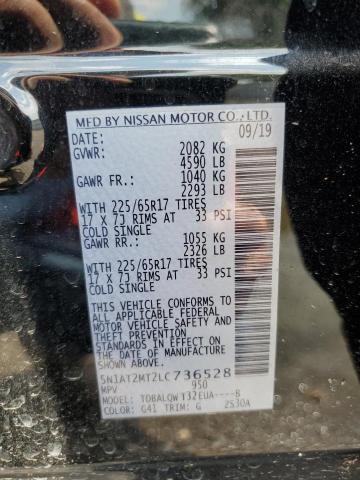 MFD BY NISSAN MOTOR CO.,LTD.
DATE: 09/19
GVWR: 2082 KG
4590 LB
GAWR FR.: 1040 KG
2293 LB
WITH 225/65R17 TIRES
17 X 7J RIMS AT 33 PSI
COLD SINGLE
GAWR RR.: 1055 KG
2326 LB
WITH 225/65R17 TIRES
17 X 7J RIMS AT 33 PSI
COLD SINGLE
THIS VEHICLE CONFORMS TO
ALL APPLICABLE FEDERAL
MOTOR VEHICLE SAFETY AND
THEFT PREVENTION
STANDARDS IN EFFECT ON
THE DATE OF MANUFACTURE
SHOWN ABOVE.
5N1AT2MT2LC736528
MPV 950
MODEL: TOBALQWT32EUA----B
COLOR: G41 TRIM: G 2S30A